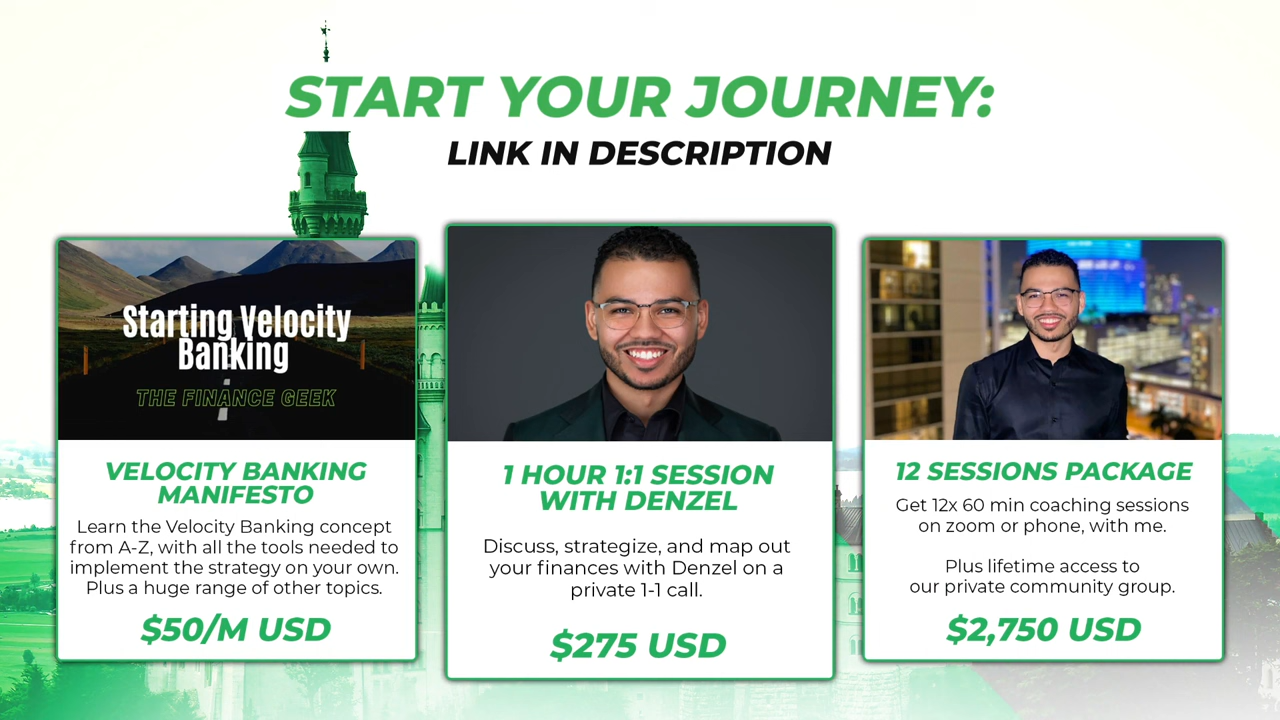 START YOUR JOURNEY:
LINK IN DESCRIPTION
Starting Velocity
Banking
THE FINANCE GEEK
VELOCITY BANKING
MANIFESTO
Learn the Velocity Banking concept
from A-Z, with all the tools needed to
implement the strategy on your own.
Plus a huge range of other topics.
$50/M USD
1 HOUR 1:1 SESSION
WITH DENZEL
Discuss, strategize, and map out
your finances with Denzel on a
private 1-1 call.
$275 USD
12 SESSIONS PACKAGE
Get 12x 60 min coaching sessions
on zoom or phone, with me.
Plus lifetime access to
our private community group.
$2,750 USD